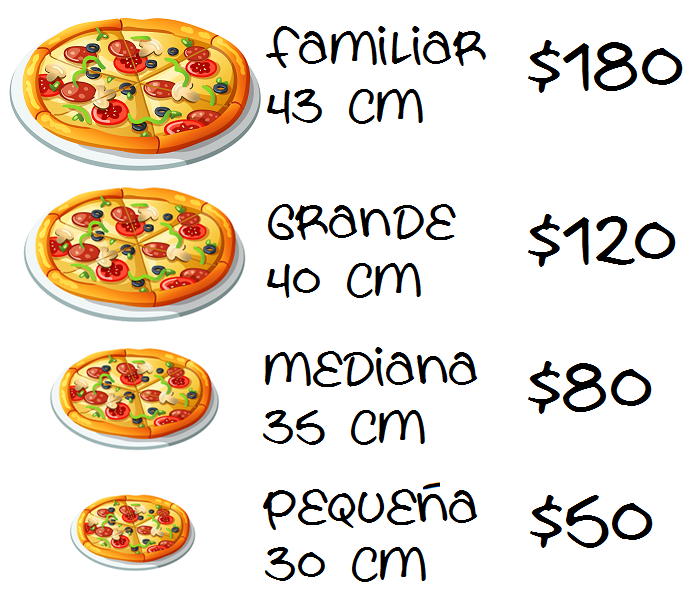 Familiar
43 cm
$180
Grande
40 cm
$120
Mediana
35 cm
$80
Pequeña
30 cm
$50